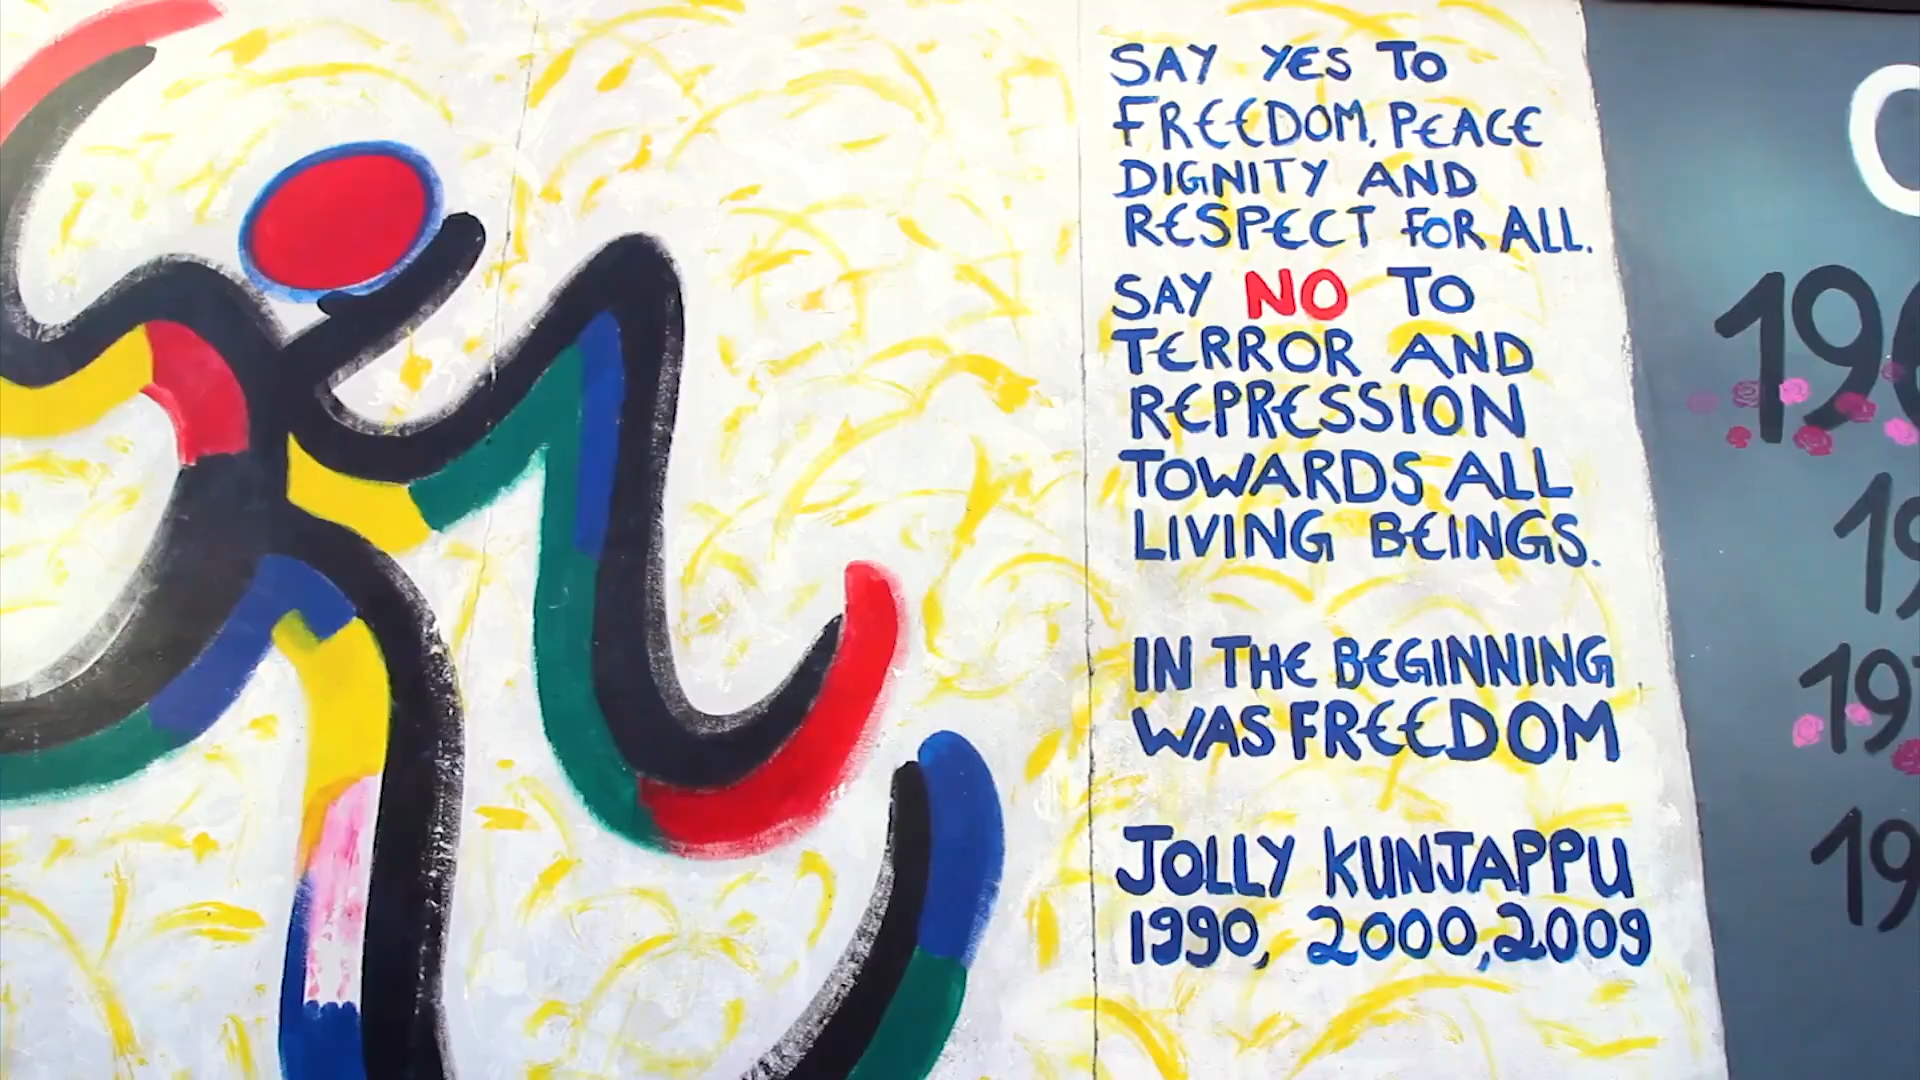 SAY YES TO
FREEDOM, PEACE
DIGNITY AND
RESPECT FOR ALL.
SAY NO TO
TERROR AND
REPRESSION
TOWARDS ALL
LIVING BEINGS.
IN THE BEGINNING
WAS FREEDOM
JOLLY KUNJAPPU
1990, 2000, 2009